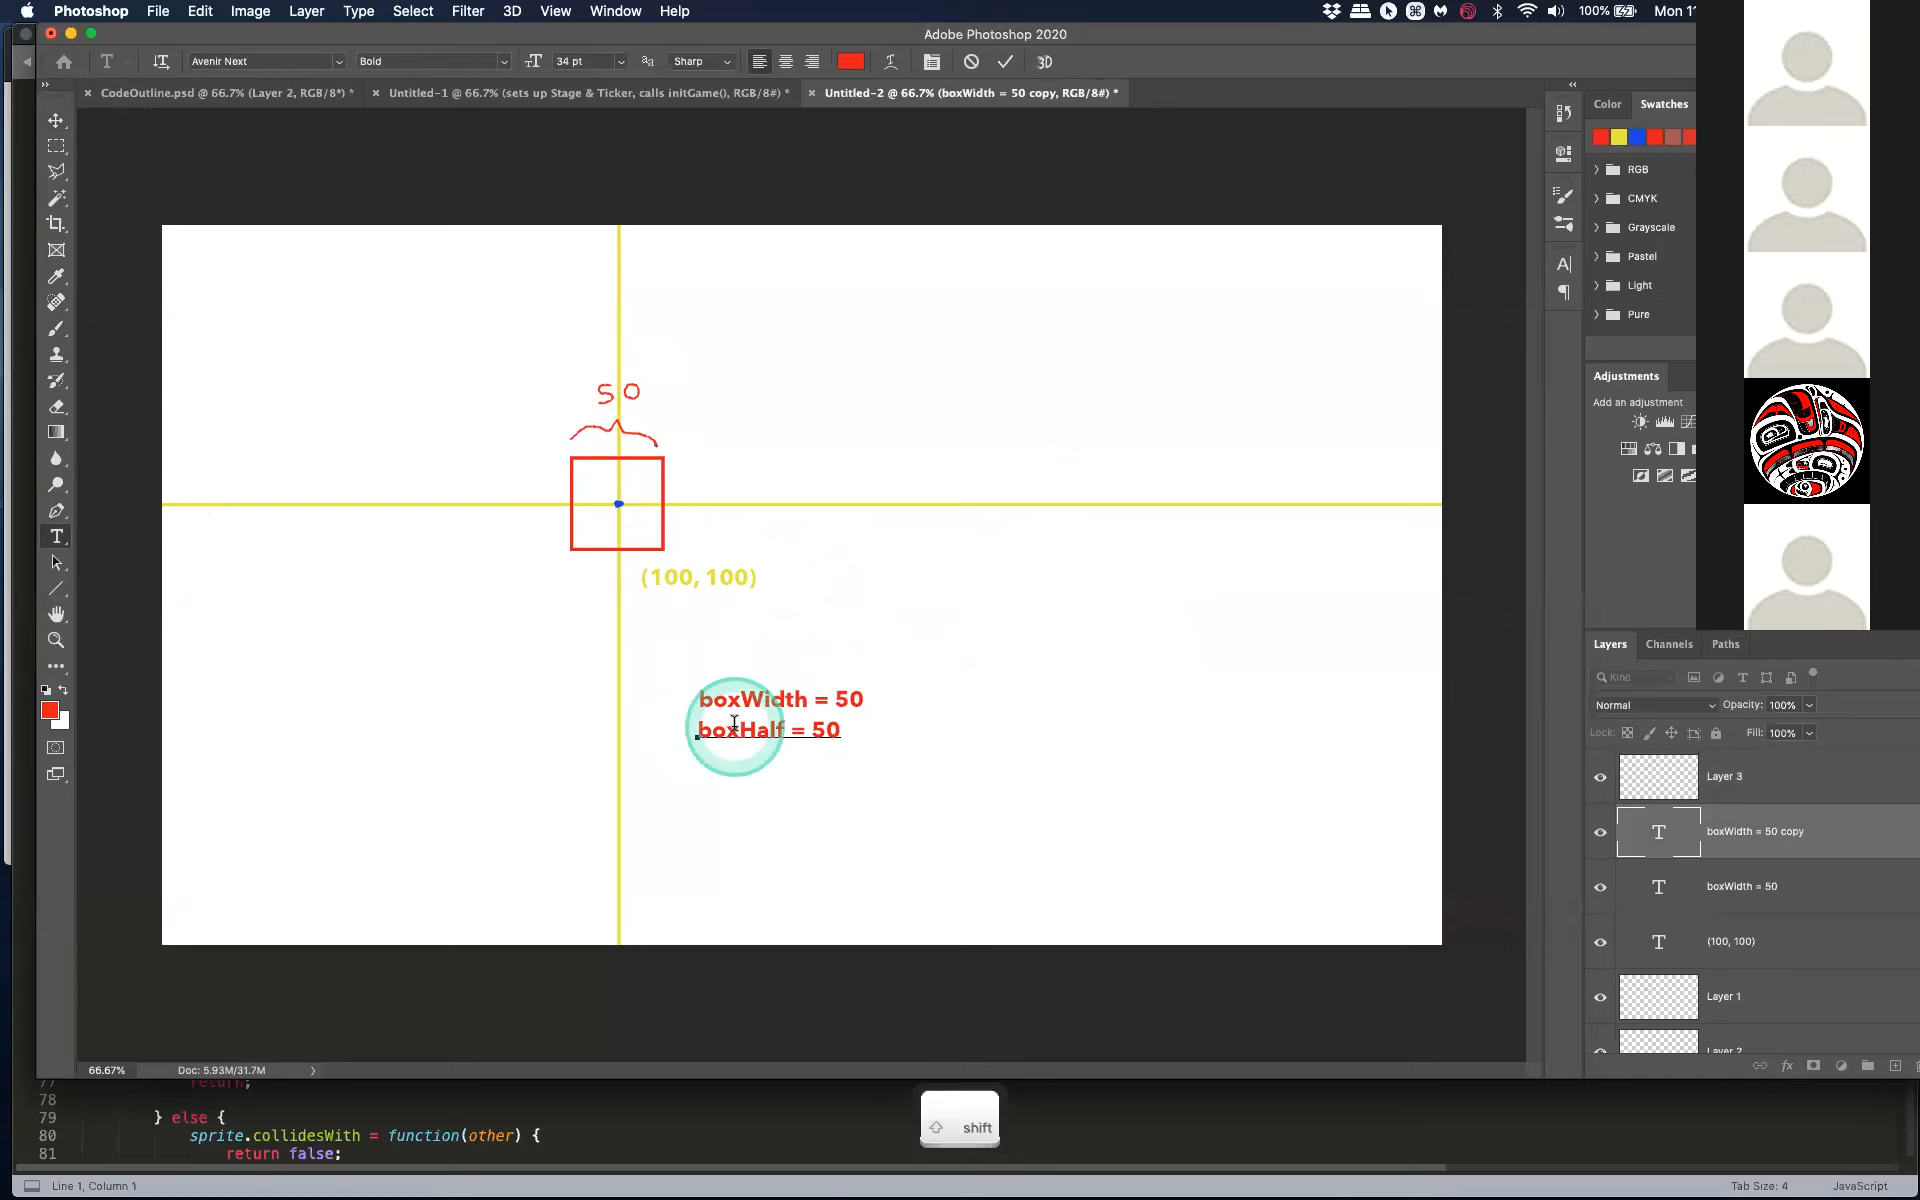 Photoshop File Edit Image Layer Type Select Filter 3D View Window Help 100% Mon 11
Adobe Photoshop 2020
Avenir Next Bold 34 pt Sharp 3D
CodeOutline.psd @ 66.7% (Layer 2, RGB/8*) * Untitled-1 @ 66.7% (sets up Stage & Ticker, calls initGame(), RGB/8#) * Untitled-2 @ 66.7% (boxWidth = 50 copy, RGB/8#) *
Color Swatches
RGB
CMYK
Grayscale
Pastel
Light
Pure
Adjustments
Add an adjustment
50
(100, 100)
boxWidth = 50
boxHalf = 50
Layers Channels Paths
Kind
Normal Opacity: 100%
Lock: Fill: 100%
Layer 3
boxWidth = 50 copy
boxWidth = 50
(100, 100)
Layer 1
Layer 2
66.67% Doc: 5.93M/31.7M
77 return;
78
79 } else {
80 sprite.collidesWith = function(other) {
81 return false;
shift
Line 1, Column 1 Tab Size: 4 JavaScript